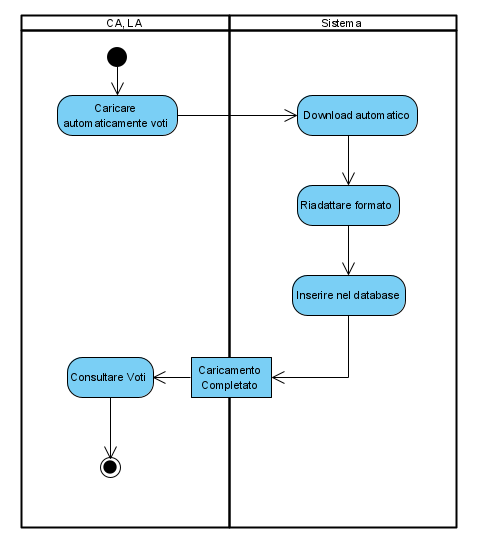 CA, LA
Sistema
Caricare
automaticamente voti
Download automatico
Riadattare formato
Inserire nel database
Caricamento
Completato
Consultare Voti